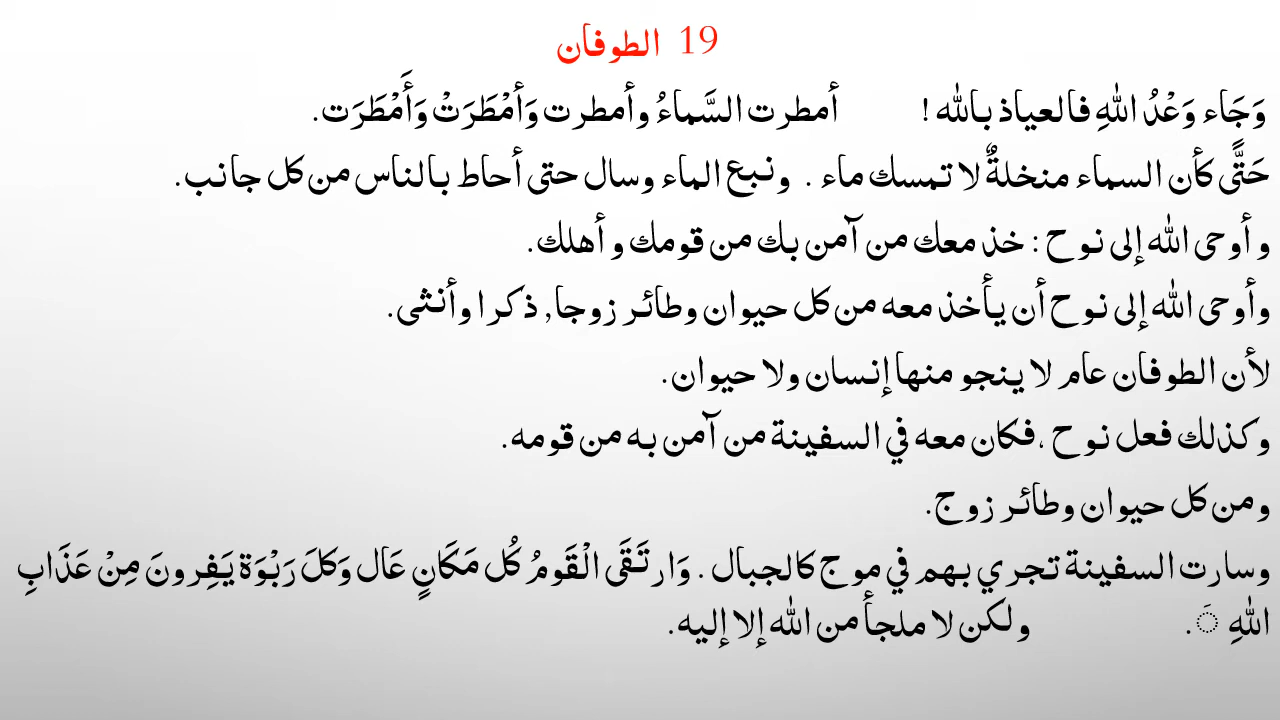 19 الطوفان
وَجَاء وَعْدُ اللهِ فالعياذ بالله ! أمطرت السَّماءُ وأمطرت وَأمْطَرَتْ وَأَمْطَرَت.
حَتًّى كأن السماء منخلةٌ لا تمسك ماء . ونبع الماء وسال حتى أحاط بالناس من كل جانب.
و أوحى الله إلى نوح : خذ معك من آمن بك من قومك و أهلك.
وأوحى الله إلى نوح أن يأخذ معه من كل حيوان وطائر زوجا, ذكرا وأنثى.
لأن الطوفان عام لا ينجو منها إنسان ولا حيوان.
وكذلك فعل نوح ،فكان معه في السفينة من آمن به من قومه.
ومن كل حيوان وطائر زوج.
وسارت السفينة تجري بهم في موج كالجبال . وَارتَقَى الْقَومُ كُل مَكَانٍ عَال وَكلَ رَبْوَة يَفِرونَ مِنْ عَذَابِ
اللهِ َ. ولكن لا ملجأ من الله إلا إليه.